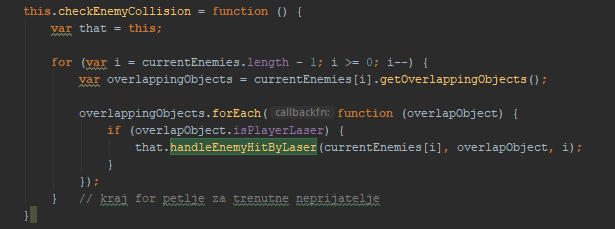 this.checkEnemyCollision = function () {
var that = this;
for (var i = currentEnemies.length - 1; i >= 0; i--) {
var overlappingObjects = currentEnemies[i].getOverlappingObjects();
overlappingObjects.forEach( callbackfn: function (overlapObject) {
if (overlapObject.isPlayerLaser) {
that.handleEnemyHitByLaser(currentEnemies[i], overlapObject, i);
}
});
} // kraj for petlje za trenutne neprijatelje
}